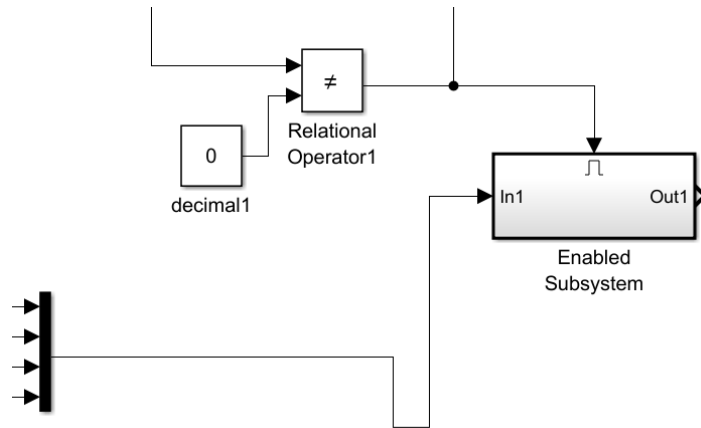 ≠
Relational
Operator1
0
decimal1
In1
Out1
Enabled
Subsystem